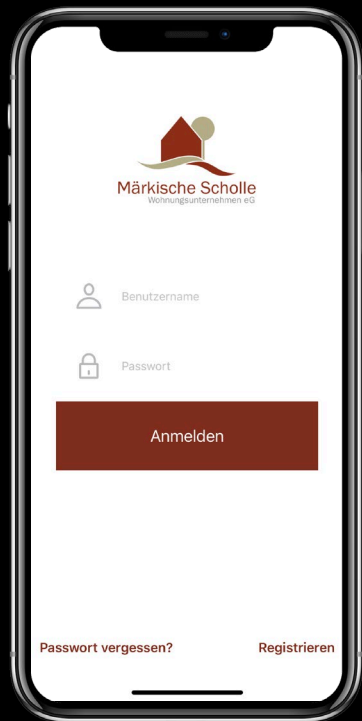 Märkische Scholle
Wohnungsunternehmen eG
Benutzername
Passwort
Anmelden
Passwort vergessen?
Registrieren